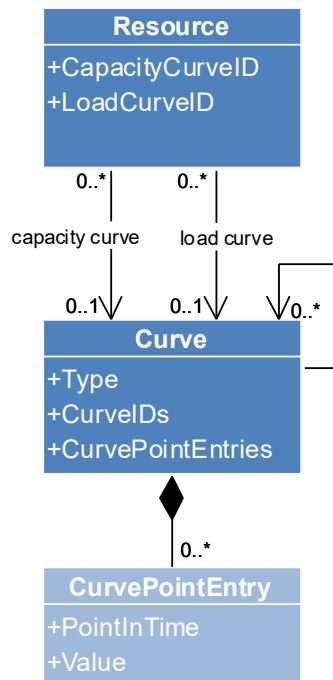 Resource
+CapacityCurveID
+LoadCurveID
0..* 0..*
capacity curve load curve
0..1 0..1 0..*
Curve
+Type
+CurveIDs
+CurvePointEntries
0..*
CurvePointEntry
+PointInTime
+Value